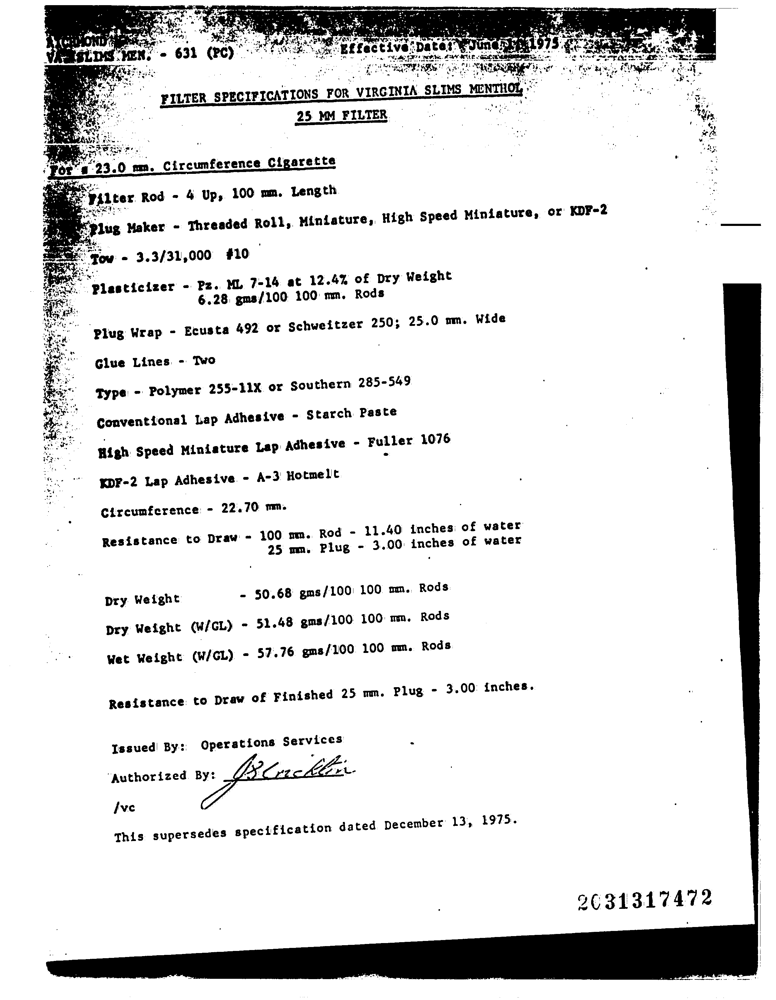 RICHMOND
VA. SLIMS MEN. - 631 (PC) Effective Date: June 1975
FILTER SPECIFICATIONS FOR VIRGINIA SLIMS MENTHOL
25 MM FILTER
For a 23.0 mm. Circumference Cigarette
Filter Rod - 4 Up, 100 mm. Length
Plug Maker - Threaded Roll, Miniature, High Speed Miniature, or KDF-2
Tow - 3.3/31,000 #10
Plasticizer - Pz. ML 7-14 at 12.4% of Dry Weight
6.28 gms/100 100 mm. Rods
Plug Wrap - Ecusta 492 or Schweitzer 250; 25.0 mm. Wide
Glue Lines - Two
Type - Polymer 255-11X or Southern 285-549
Conventional Lap Adhesive - Starch Paste
High Speed Miniature Lap Adhesive - Fuller 1076
KDF-2 Lap Adhesive - A-3 Hotmelt
Circumference - 22.70 mm.
Resistance to Draw - 100 mm. Rod - 11.40 inches of water
25 mm. Plug - 3.00 inches of water
Dry Weight - 50.68 gms/100 100 mm. Rods
Dry Weight (W/GL) - 51.48 gms/100 100 mm. Rods
Wet Weight (W/GL) - 57.76 gms/100 100 mm. Rods
Resistance to Draw of Finished 25 mm. Plug - 3.00 inches.
Issued By: Operations Services
Authorized By:
/vc
This supersedes specification dated December 13, 1975.
2031317472